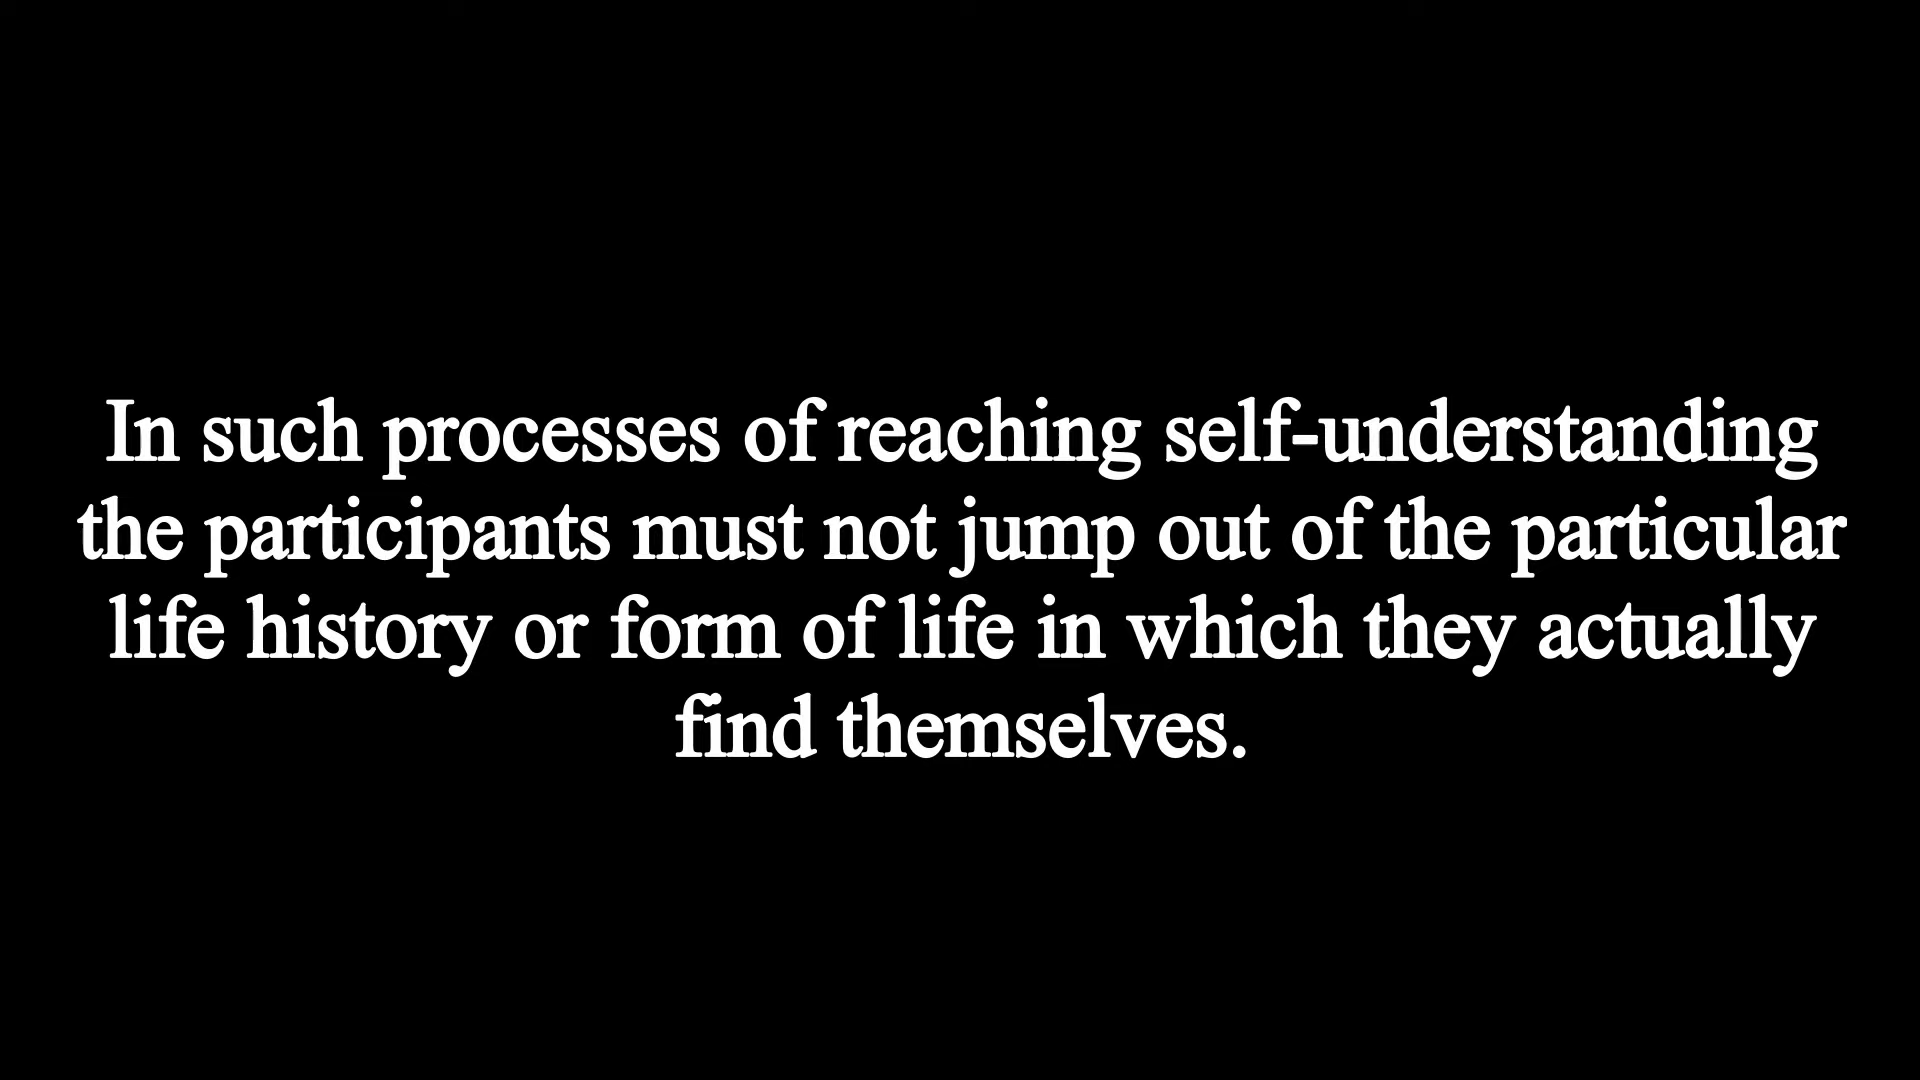 In such processes of reaching self-understanding
the participants must not jump out of the particular
life history or form of life in which they actually
find themselves.